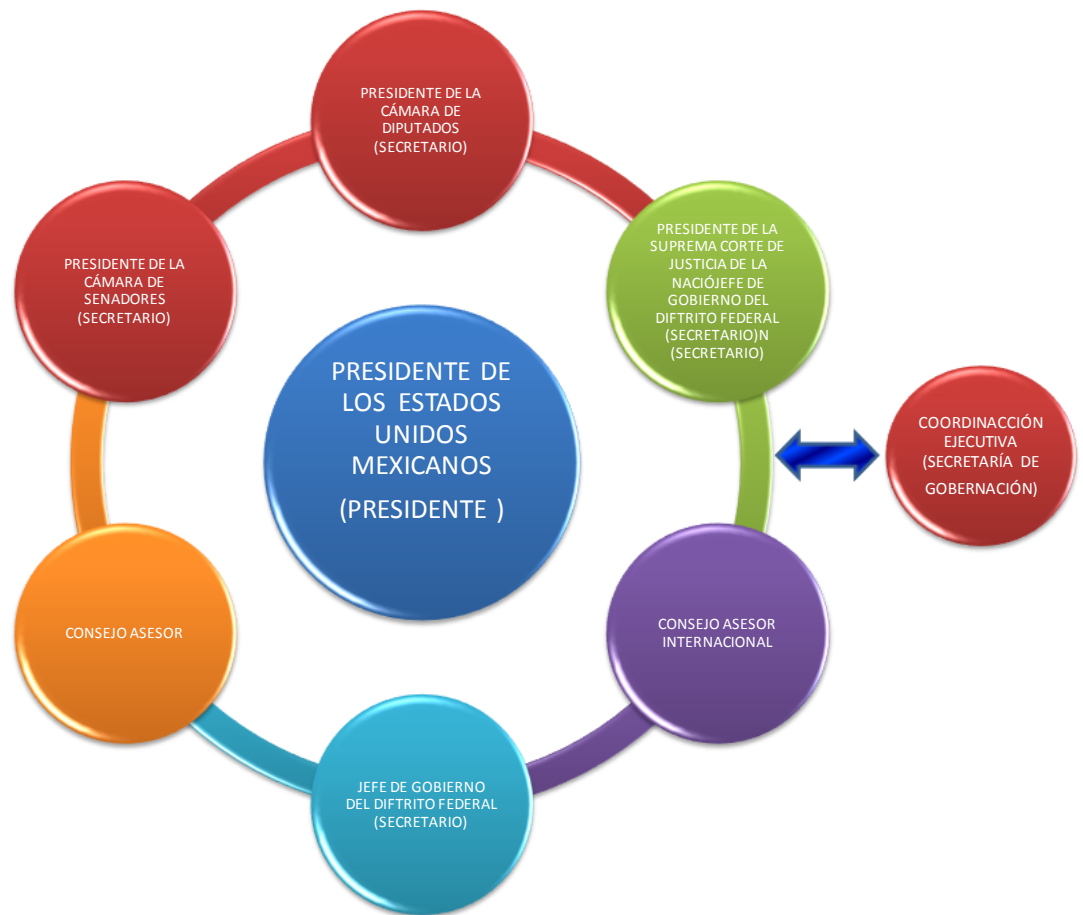 PRESIDENTE DE LA
CÁMARA DE
DIPUTADOS
(SECRETARIO)
PRESIDENTE DE LA
SUPREMA CORTE DE
JUSTICIA DE LA
NACIÓJEFE DE
GOBIERNO DEL
DIFTRITO FEDERAL
(SECRETARIO)N
(SECRETARIO)
PRESIDENTE DE LA
CÁMARA DE
SENADORES
(SECRETARIO)
PRESIDENTE DE
LOS ESTADOS
UNIDOS
MEXICANOS
(PRESIDENTE )
COORDINACCIÓN
EJECUTIVA
(SECRETARÍA DE
GOBERNACIÓN)
CONSEJO ASESOR
CONSEJO ASESOR
INTERNACIONAL
JEFE DE GOBIERNO
DEL DIFTRITO FEDERAL
(SECRETARIO)